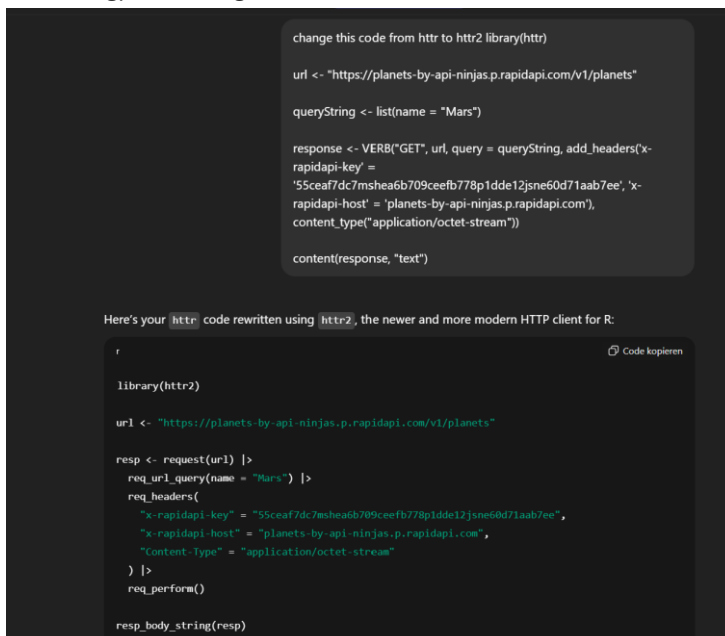 change this code from httr to httr2 library(httr)
url <- "https://planets-by-api-ninjas.p.rapidapi.com/v1/planets"
queryString <- list(name = "Mars")
response <- VERB("GET", url, query = queryString, add_headers('x-
rapidapi-key' =
'55ceaf7dc7mshea6b709ceefb778p1dde12jsne60d71aab7ee', 'x-
rapidapi-host' = 'planets-by-api-ninjas.p.rapidapi.com'),
content_type("application/octet-stream"))
content(response, "text")
Here's your httr code rewritten using httr2, the newer and more modern HTTP client for R:
r
Code kopieren
library(httr2)
url <- "https://planets-by-api-ninjas.p.rapidapi.com/v1/planets"
resp <- request(url) |>
req_url_query(name = "Mars") |>
req_headers(
"x-rapidapi-key" = "55ceaf7dc7mshea6b709ceefb778p1dde12jsne60d71aab7ee",
"x-rapidapi-host" = "planets-by-api-ninjas.p.rapidapi.com",
"Content-Type" = "application/octet-stream"
) |>
req_perform()
resp_body_string(resp)